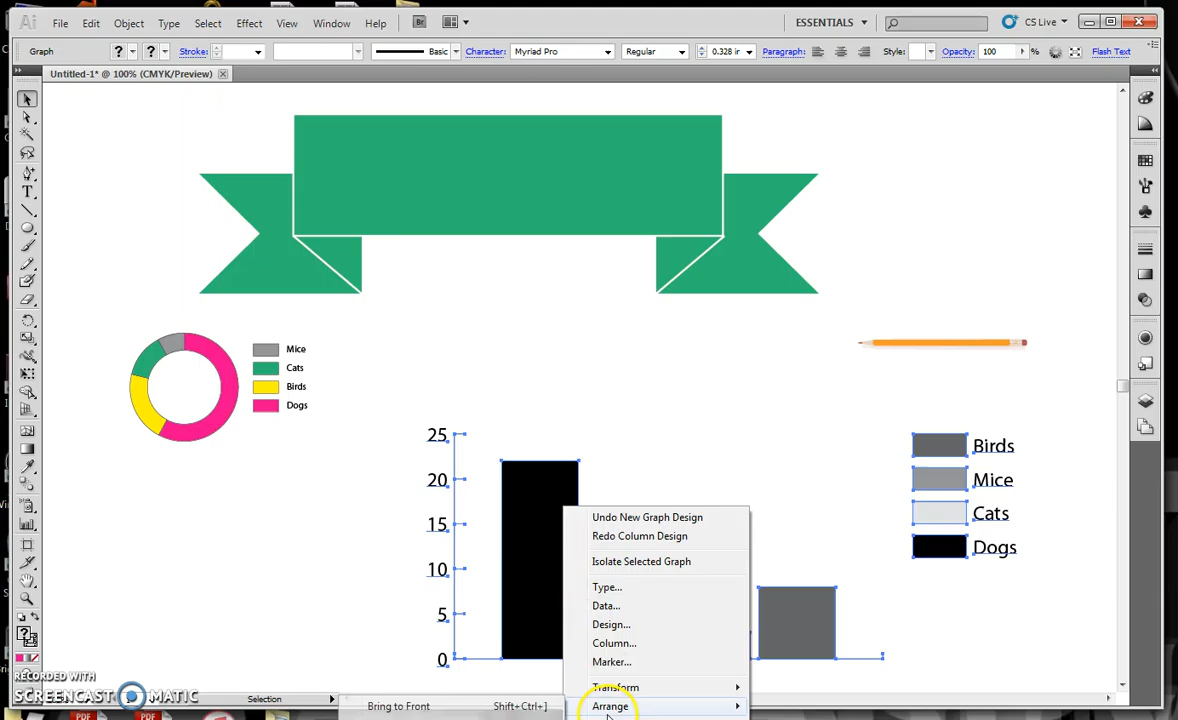 Ai File Edit Object Type Select Effect View Window Help Br ESSENTIALS CS Live
Graph ? ? Stroke: Basic Character: Myriad Pro Regular 0.328 ir Paragraph: Style: Opacity: 100 % Flash Text
Untitled-1* @ 100% (CMYK/Preview)
Mice
Cats
Birds
Dogs
25
20
15
10
5
0
Birds
Mice
Cats
Dogs
Undo New Graph Design
Redo Column Design
Isolate Selected Graph
Type...
Data...
Design...
Column...
Marker...
Transform
Arrange
Bring to Front Shift+Ctrl+]
Selection
RECORDED WITH
SCREENCAST MATIC